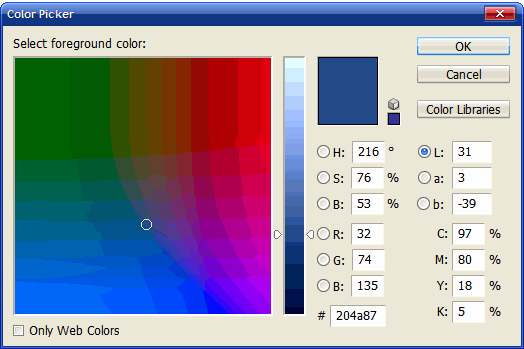 Color Picker
Select foreground color:
OK
Cancel
Color Libraries
H: 216 °
L: 31
S: 76 %
a: 3
B: 53 %
b: -39
R: 32
C: 97 %
G: 74
M: 80 %
B: 135
Y: 18 %
# 204a87
K: 5 %
Only Web Colors